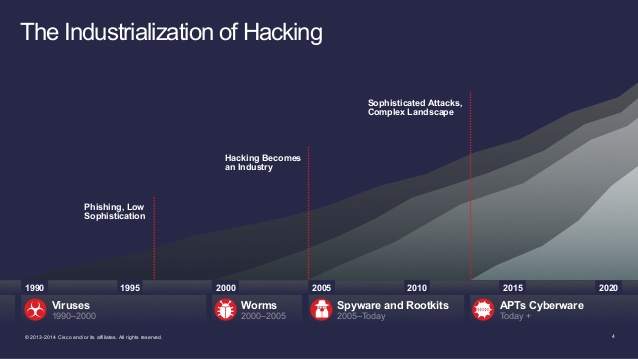 The Industrialization of Hacking
Sophisticated Attacks,
Complex Landscape
Hacking Becomes
an Industry
Phishing, Low
Sophistication
1990
1995
2000
2005
2010
2015
2020
Viruses
1990–2000
Worms
2000–2005
Spyware and Rootkits
2005–Today
APTs Cyberware
Today +
© 2013-2014 Cisco and/or its affiliates. All rights reserved.
4